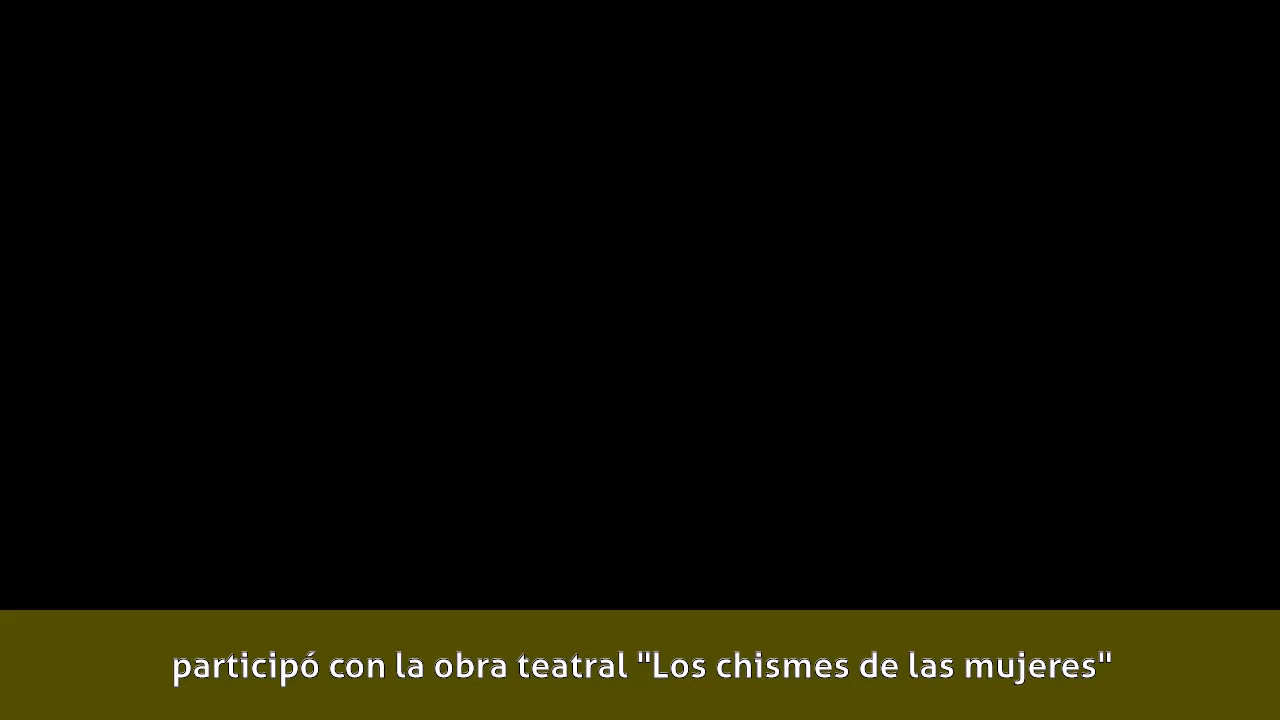 participó con la obra teatral "Los chismes de las mujeres"